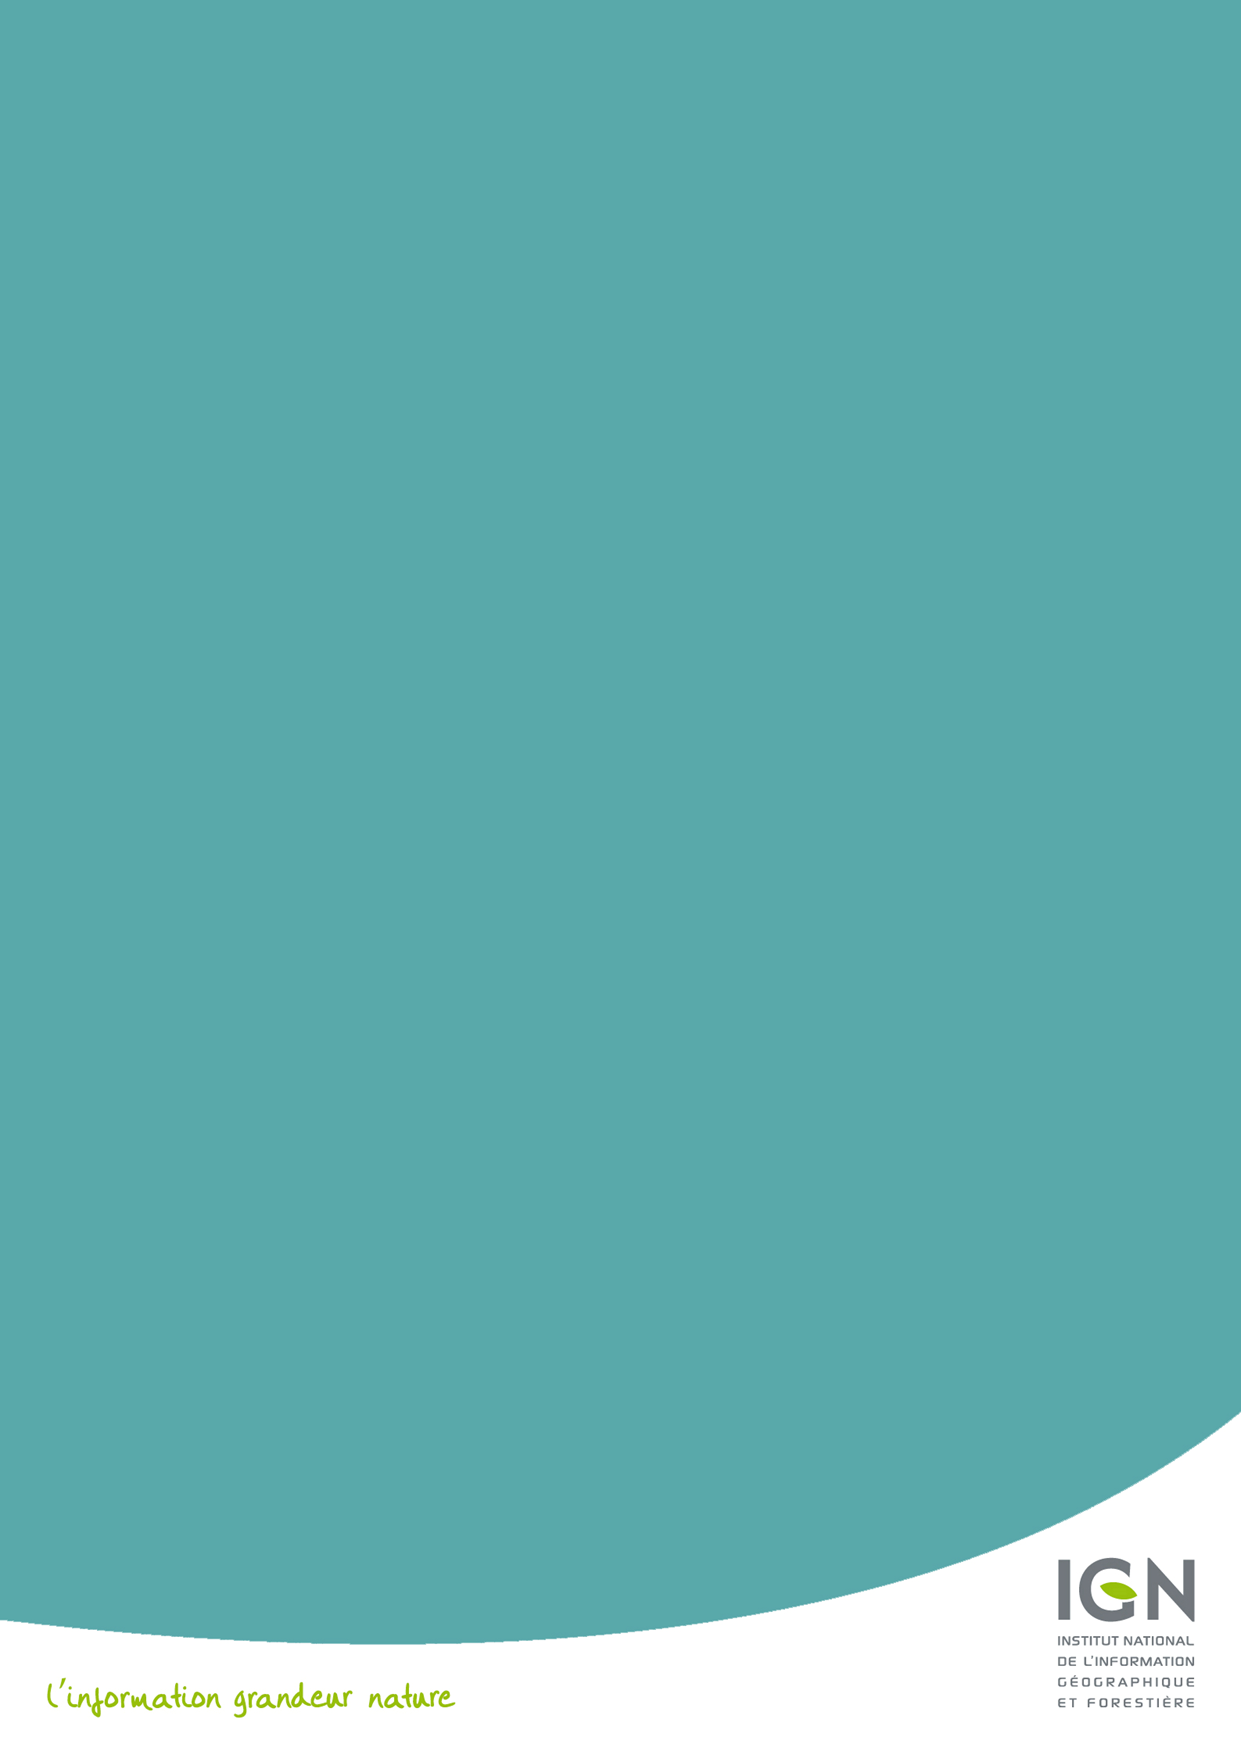 l'information grandeur nature
IGN
INSTITUT NATIONAL
DE L'INFORMATION
GÉOGRAPHIQUE
ET FORESTIÈRE